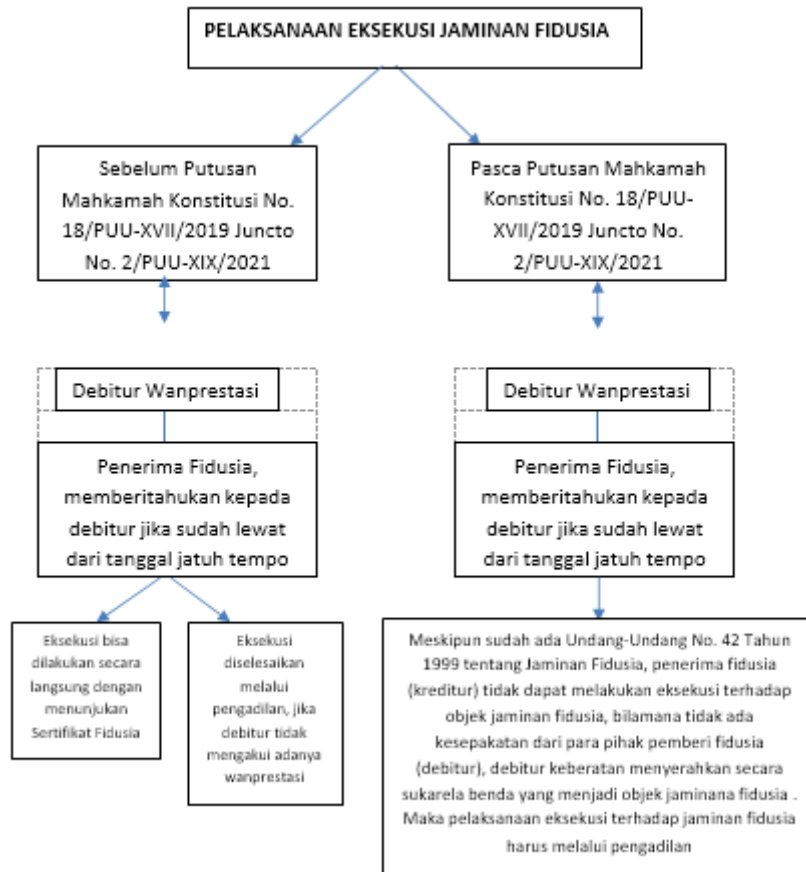 PELAKSANAAN EKSEKUSI JAMINAN FIDUSIA
Sebelum Putusan
Mahkamah Konstitusi No.
18/PUU-XVII/2019 Juncto
No. 2/PUU-XIX/2021
Pasca Putusan Mahkamah
Konstitusi No. 18/PUU-
XVII/2019 Juncto No.
2/PUU-XIX/2021
Debitur Wanprestasi
Debitur Wanprestasi
Penerima Fidusia,
memberitahukan kepada
debitur jika sudah lewat
dari tanggal jatuh tempo
Penerima Fidusia,
memberitahukan kepada
debitur jika sudah lewat
dari tanggal jatuh tempo
Eksekusi bisa
dilakukan secara
langsung dengan
menunjukan
Sertifikat Fidusia
Eksekusi
diselesaikan
melalui
pengadilan, jika
debitur tidak
mengakui adanya
wanprestasi
Meskipun sudah ada Undang-Undang No. 42 Tahun
1999 tentang Jaminan Fidusia, penerima fidusia
(kreditur) tidak dapat melakukan eksekusi terhadap
objek jaminan fidusia, bilamana tidak ada
kesepakatan dari para pihak pemberi fidusia
(debitur), debitur keberatan menyerahkan secara
sukarela benda yang menjadi objek jaminana fidusia .
Maka pelaksanaan eksekusi terhadap jaminan fidusia
harus melalui pengadilan